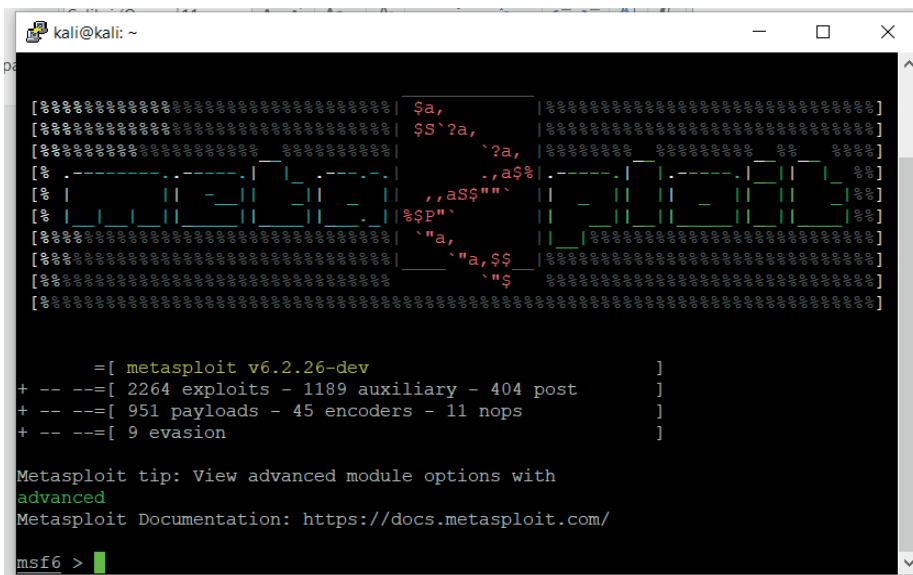 kali@kali: ~
metasploit
=[ metasploit v6.2.26-dev ]
+ -- --=[ 2264 exploits - 1189 auxiliary - 404 post ]
+ -- --=[ 951 payloads - 45 encoders - 11 nops ]
+ -- --=[ 9 evasion ]
Metasploit tip: View advanced module options with
advanced
Metasploit Documentation: https://docs.metasploit.com/
msf6 >